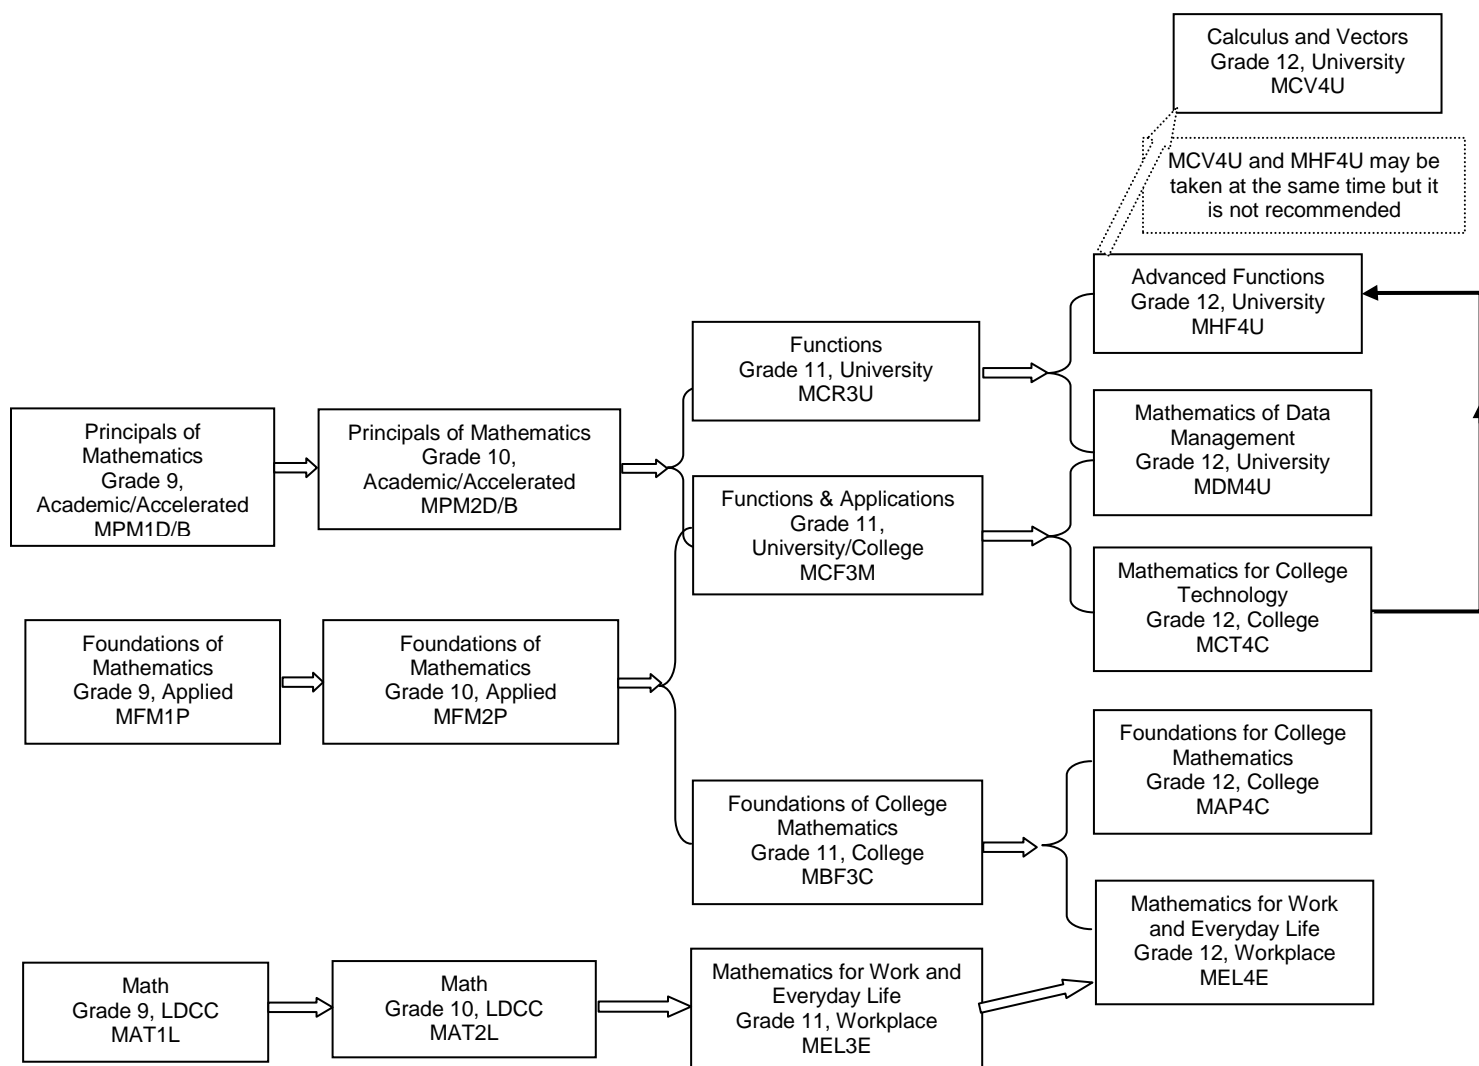 Calculus and Vectors
Grade 12, University
MCV4U
MCV4U and MHF4U may be
taken at the same time but it
is not recommended
Advanced Functions
Grade 12, University
MHF4U
Functions
Grade 11, University
MCR3U
Principals of
Mathematics
Grade 9,
Academic/Accelerated
MPM1D/B
Principals of Mathematics
Grade 10,
Academic/Accelerated
MPM2D/B
Mathematics of Data
Management
Grade 12, University
MDM4U
Functions & Applications
Grade 11,
University/College
MCF3M
Mathematics for College
Technology
Grade 12, College
MCT4C
Foundations of
Mathematics
Grade 9, Applied
MFM1P
Foundations of
Mathematics
Grade 10, Applied
MFM2P
Foundations for College
Mathematics
Grade 12, College
MAP4C
Foundations of College
Mathematics
Grade 11, College
MBF3C
Mathematics for Work
and Everyday Life
Grade 12, Workplace
MEL4E
Math
Grade 9, LDCC
MAT1L
Math
Grade 10, LDCC
MAT2L
Mathematics for Work and
Everyday Life
Grade 11, Workplace
MEL3E